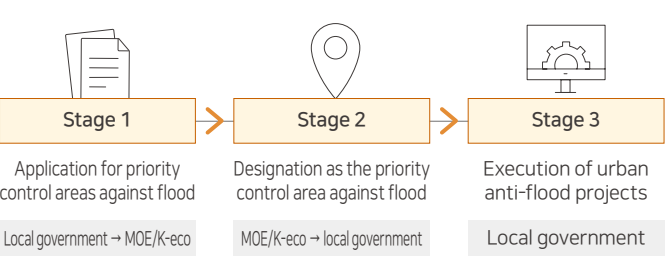 Stage 1
Stage 2
Stage 3
Application for priority
control areas against flood
Designation as the priority
control area against flood
Execution of urban
anti-flood projects
Local government → MOE/K-eco
MOE/K-eco → local government
Local government